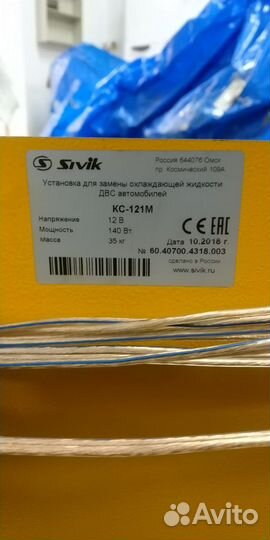 Sivik
Россия 644076 Омск
пр. Космический 109А
Установка для замены охлаждающей жидкости
ДВС автомобилей
КС-121М
Напряжение 12 В
Мощность 140 Вт
Масса 35 кг
CE EAC
Дата 10.2018 г.
№ 60.40700.4318.003
сделано в России
www.sivik.ru
Avito